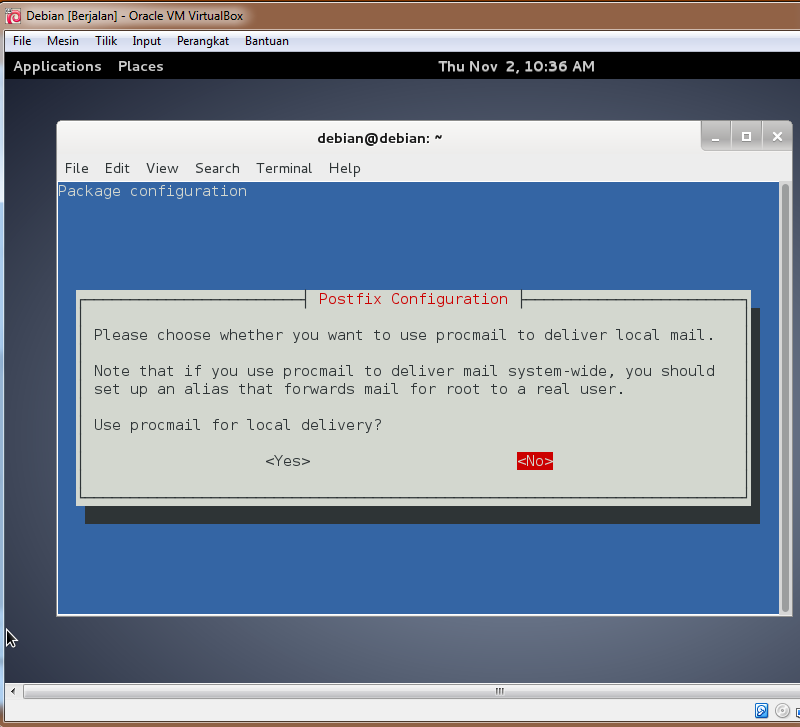 Debian [Berjalan] - Oracle VM VirtualBox
File Mesin Tilik Input Perangkat Bantuan
Applications Places Thu Nov 2, 10:36 AM
debian@debian: ~
File Edit View Search Terminal Help
Package configuration
Postfix Configuration
Please choose whether you want to use procmail to deliver local mail.
Note that if you use procmail to deliver mail system-wide, you should
set up an alias that forwards mail for root to a real user.
Use procmail for local delivery?
<Yes> <No>